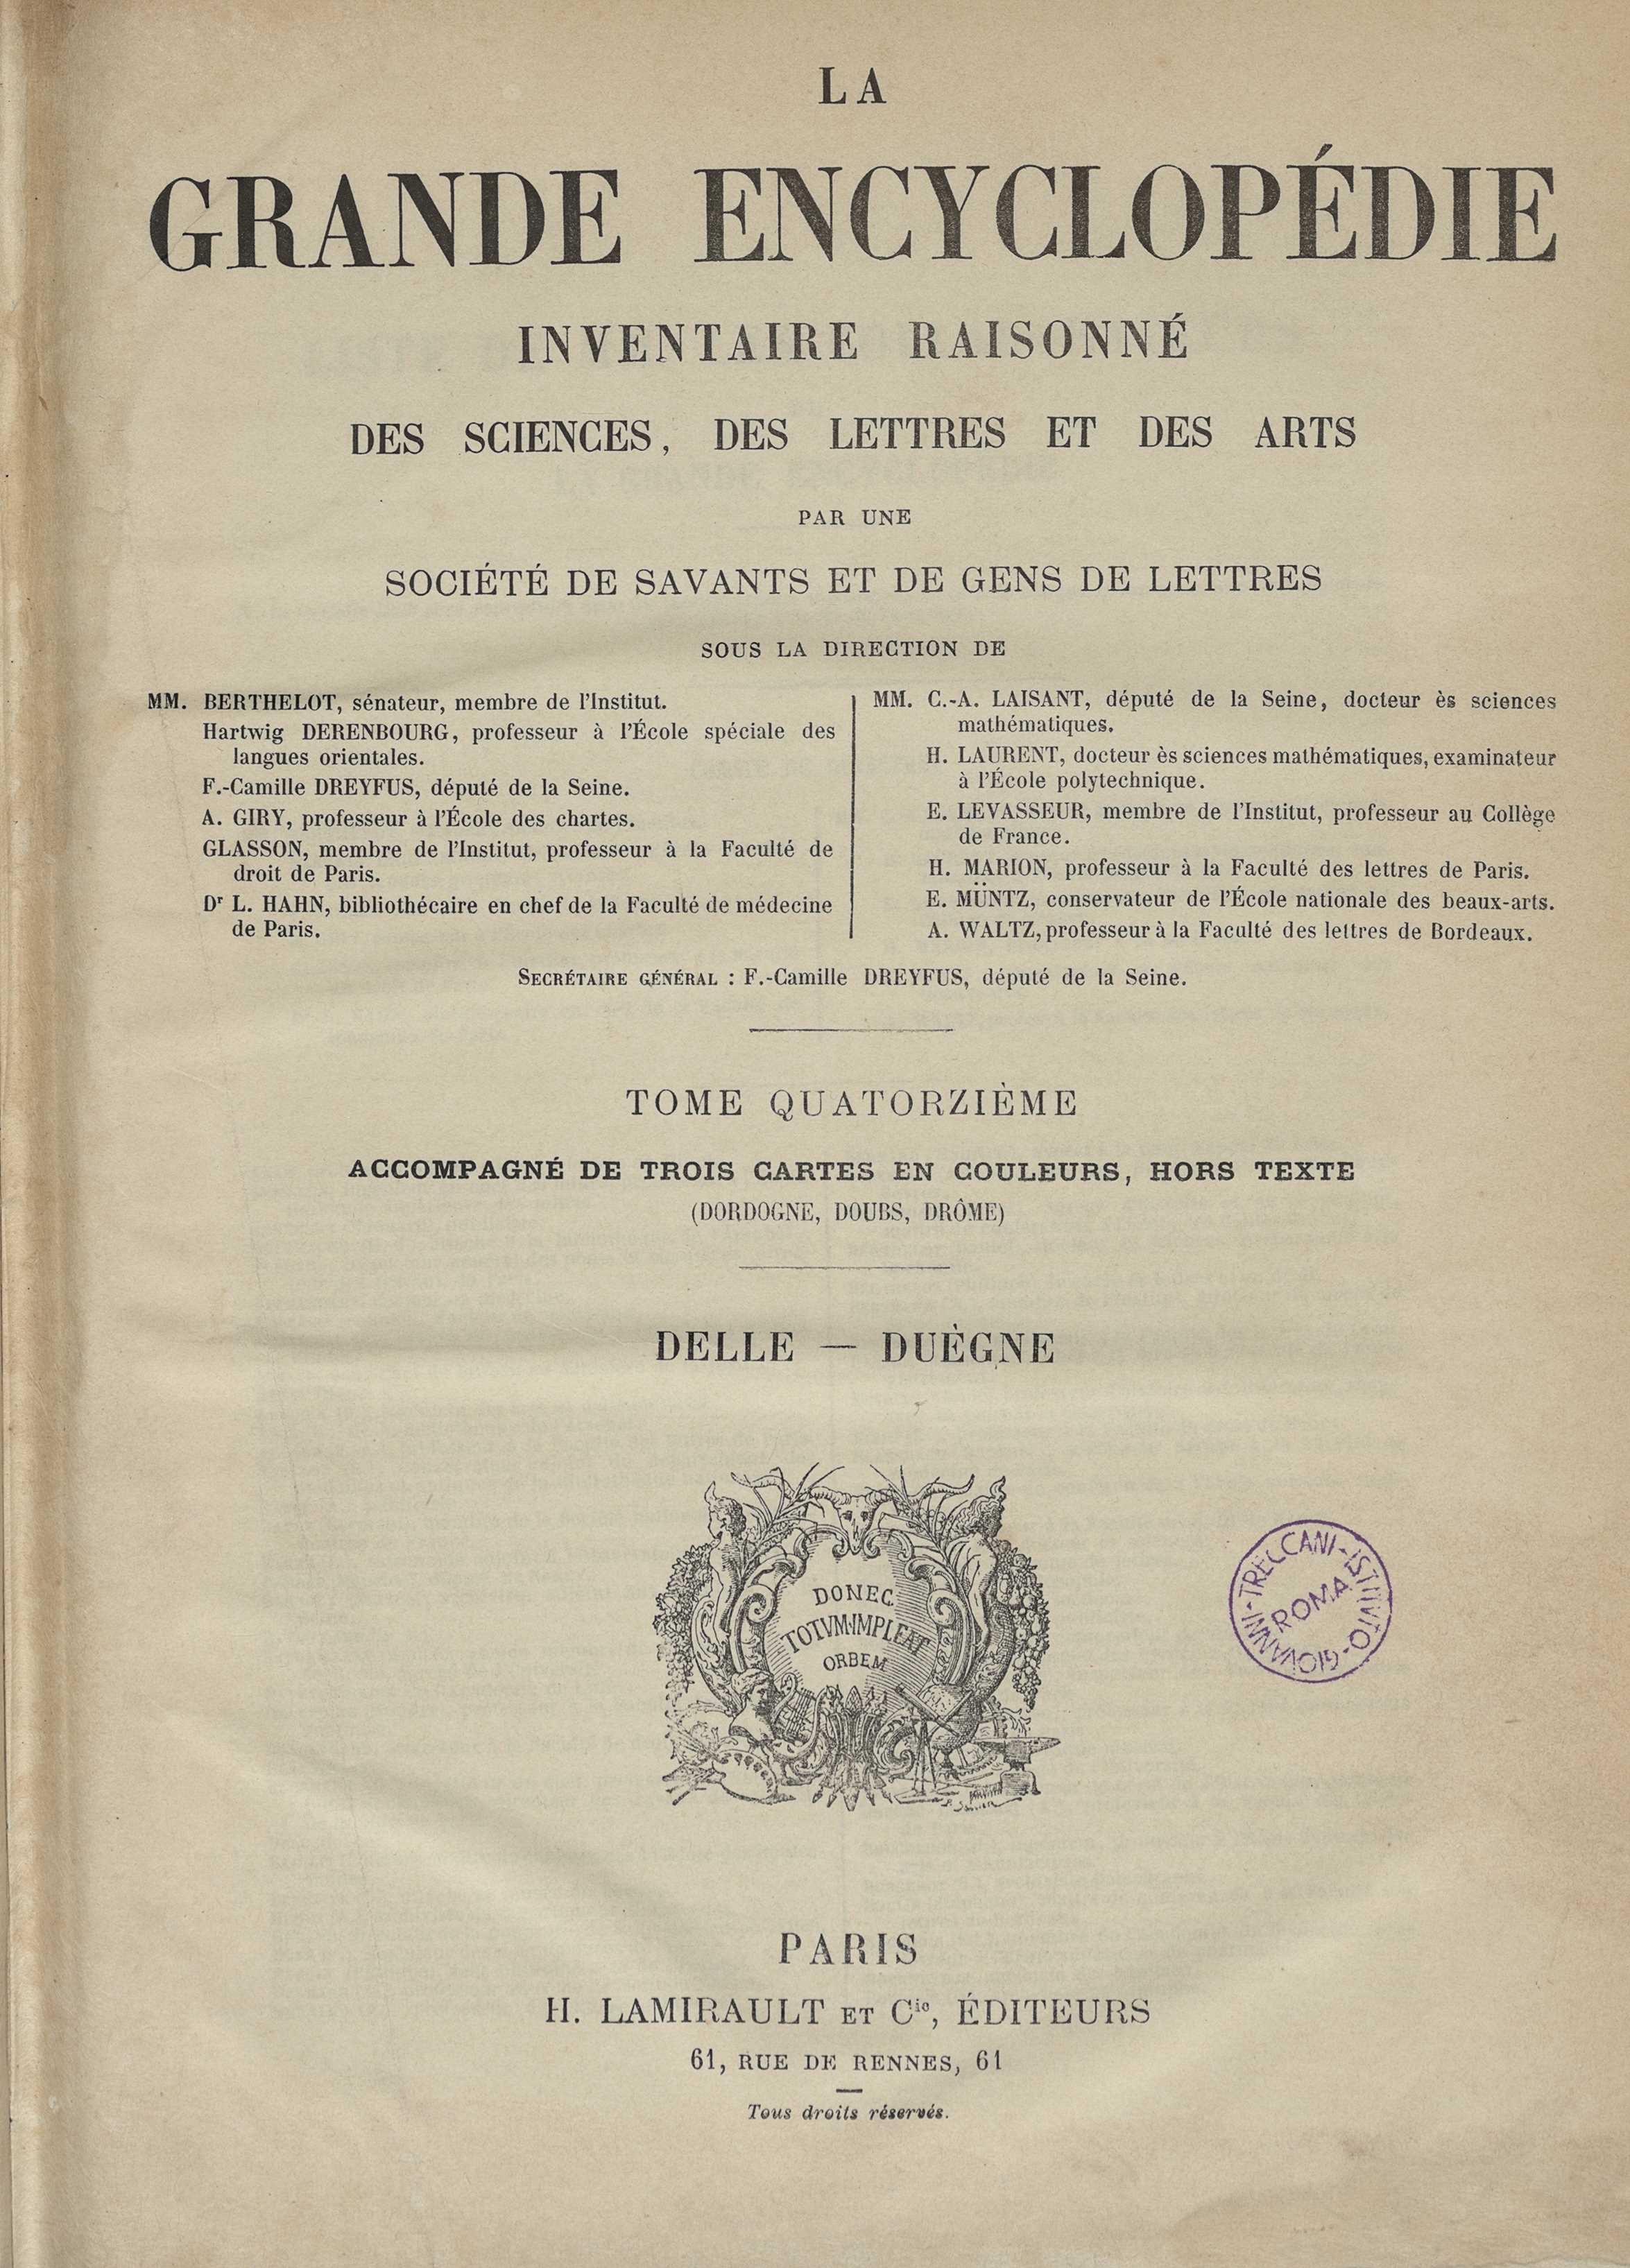 LA
GRANDE ENCYCLOPÉDIE
INVENTAIRE RAISONNÉ
DES SCIENCES, DES LETTRES ET DES ARTS
PAR UNE
SOCIÉTÉ DE SAVANTS ET DE GENS DE LETTRES
SOUS LA DIRECTION DE
MM. BERTHELOT, sénateur, membre de l'Institut.
Hartwig DERENBOURG, professeur à l'École spéciale des
langues orientales.
F.-Camille DREYFUS, député de la Seine.
A. GIRY, professeur à l'École des chartes.
GLASSON, membre de l'Institut, professeur à la Faculté de
droit de Paris.
Dr L. HAHN, bibliothécaire en chef de la Faculté de médecine
de Paris.
MM. C.-A. LAISANT, député de la Seine, docteur ès sciences
mathématiques.
H. LAURENT, docteur ès sciences mathématiques, examinateur
à l'École polytechnique.
E. LEVASSEUR, membre de l'Institut, professeur au Collège
de France.
H. MARION, professeur à la Faculté des lettres de Paris.
E. MÜNTZ, conservateur de l'École nationale des beaux-arts.
A. WALTZ, professeur à la Faculté des lettres de Bordeaux.
SECRÉTAIRE GÉNÉRAL : F.-Camille DREYFUS, député de la Seine.
TOME QUATORZIÈME
ACCOMPAGNÉ DE TROIS CARTES EN COULEURS, HORS TEXTE
(DORDOGNE, DOUBS, DRÔME)
DELLE — DUÈGNE
DONEC
TOTVM·IMPLEAT
ORBEM
GIOVANNI-TRECCANI-ISTITVTO-
ROMA
PARIS
H. LAMIRAULT ET Cie, ÉDITEURS
61, RUE DE RENNES, 61
Tous droits réservés.